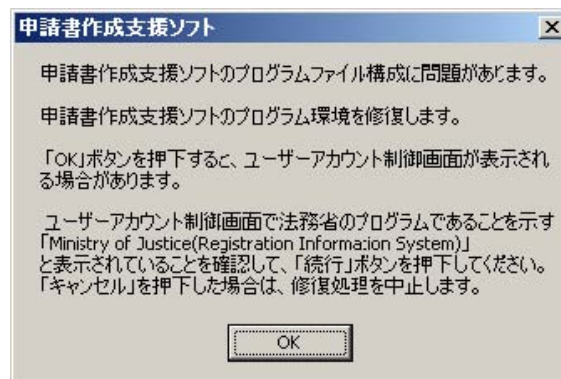 申請書作成支援ソフト
申請書作成支援ソフトのプログラムファイル構成に問題があります。
申請書作成支援ソフトのプログラム環境を修復します。
「OK」ボタンを押下すると、ユーザーアカウント制御画面が表示され
る場合があります。
ユーザーアカウント制御画面で法務省のプログラムであることを示す
「Ministry of Justice(Registration Information System)」
と表示されていることを確認して、「続行」ボタンを押下してください。
「キャンセル」を押下した場合は、修復処理を中止します。
OK